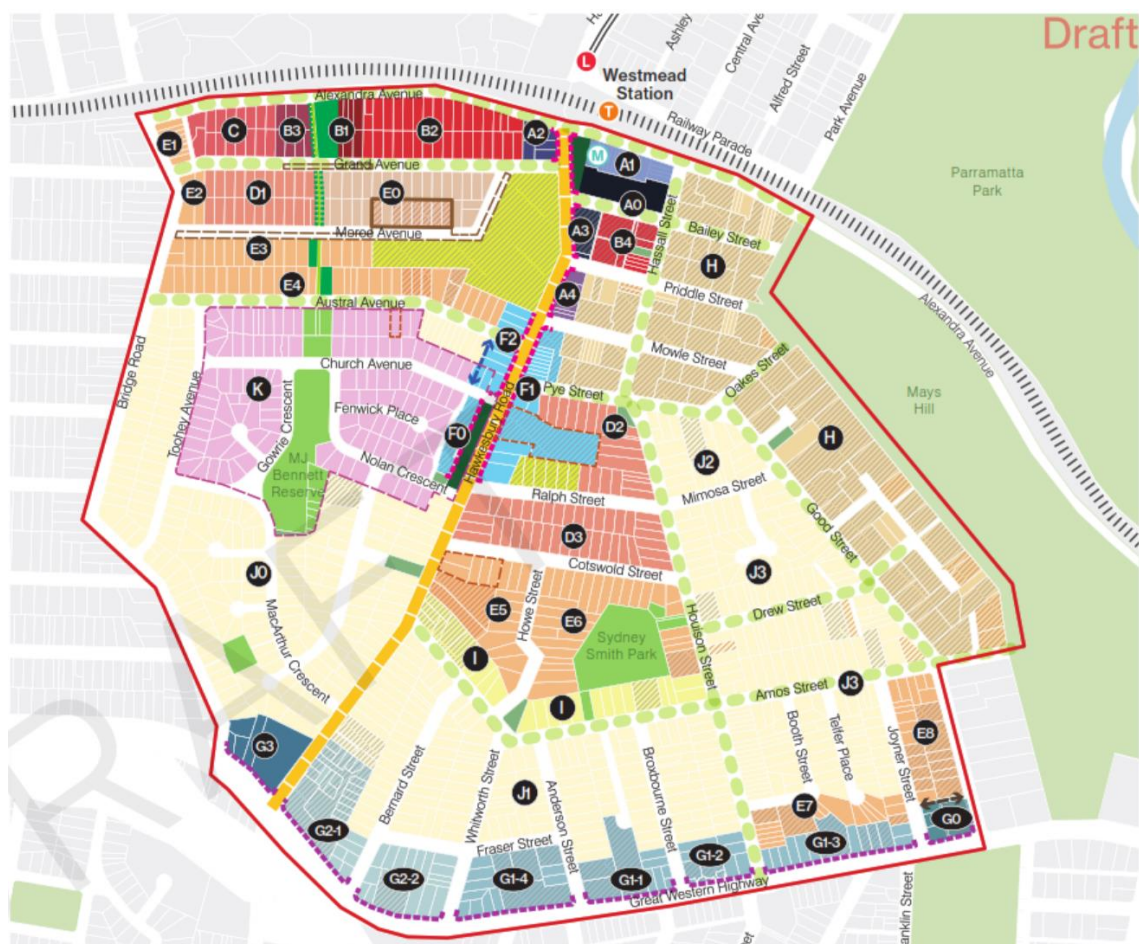 Draft
L
Westmead
Station
T
M
Ashley
Central Ave
Alfred Street
Park Avenue
Railway Parade
Alexandra Avenue
Parramatta
Park
E1
C
B3
B1
B2
A2
A1
A0
Grand Avenue
E2
D1
E0
A3
B4
Hassall Street
Bailey Street
Moree Avenue
E3
H
E4
A4
Priddle Street
Austral Avenue
Alexandra Avenue
F2
Mowle Street
Bridge Road
Church Avenue
F1
Pye Street
Oakes Street
Mays
Hill
Toohey Avenue
K
Gowrie Crescent
Fenwick Place
F0
Hawkesbury Road
D2
H
MJ
Bennett
Reserve
Nolan Crescent
J2
Mimosa Street
Ralph Street
Good Street
D3
Cotswold Street
J0
J3
MacArthur Crescent
E5
Howe Street
E6
Drew Street
Sydney
Smith Park
Houison Street
I
I
Amos Street
J3
G3
Bernard Street
Whitworth Street
J1
Anderson Street
Broxbourne Street
Booth Street
Telfer Place
Joyner Street
E8
E7
G0
G2-1
Fraser Street
G2-2
G1-4
G1-1
G1-2
G1-3
Great Western Highway
anklin Street